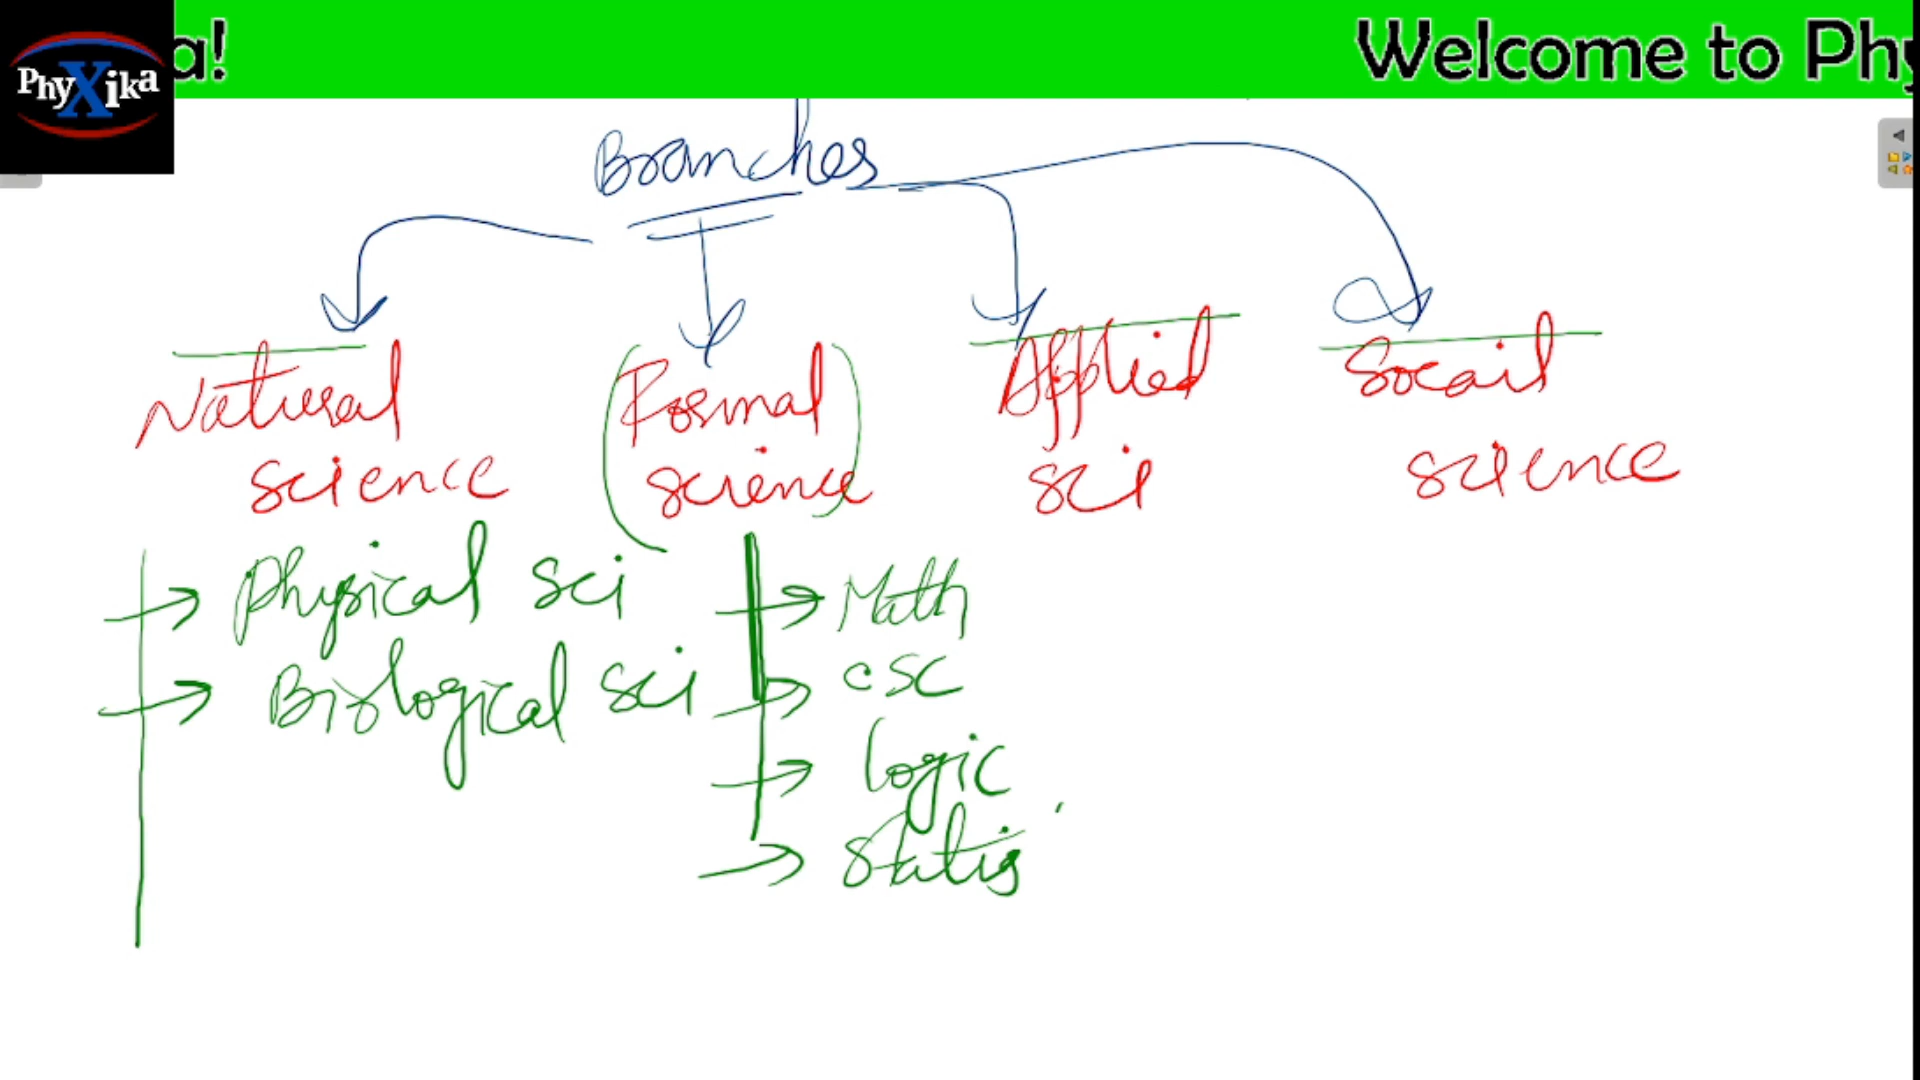 PhyXika
a!
Welcome to Phy
Branches
Natural
science
Formal
science
Applied
sci
Socail
science
Physical sci
Biological sci
Math
csc
logic
statis